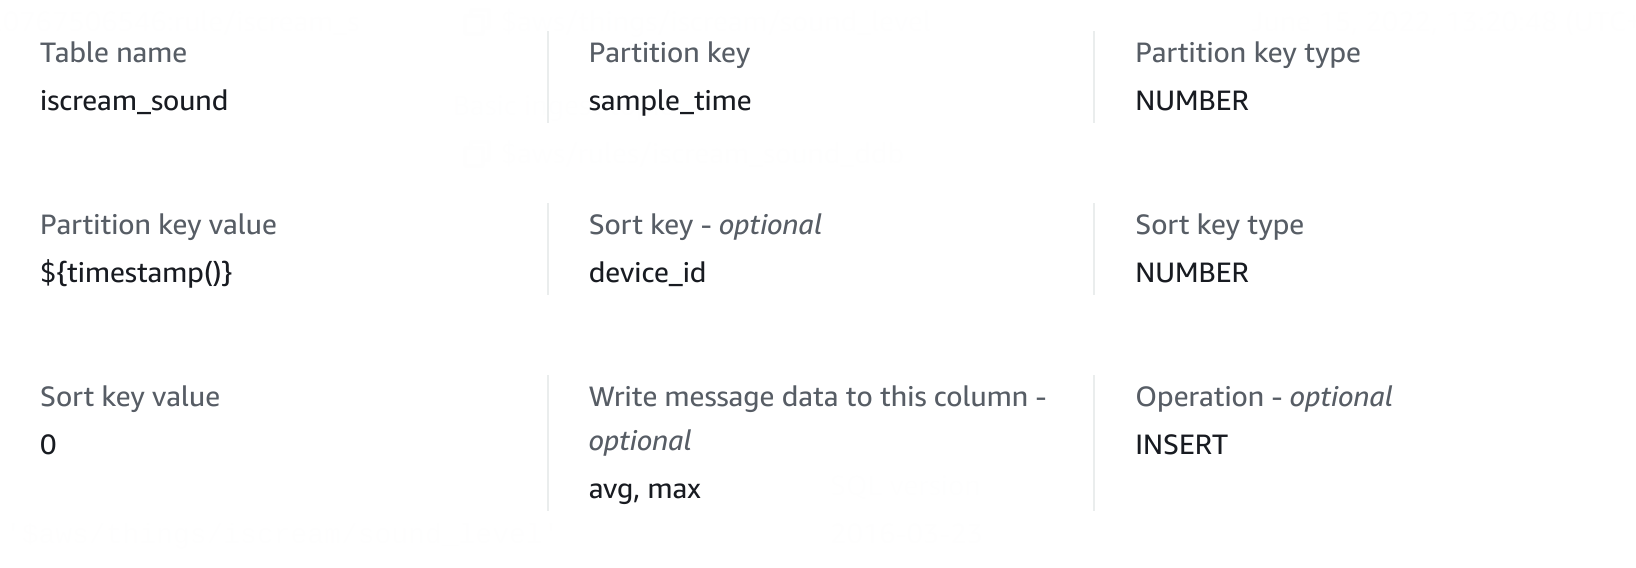 Table name
iscream_sound
Partition key
sample_time
Partition key type
NUMBER
Partition key value
${timestamp()}
Sort key - optional
device_id
Sort key type
NUMBER
Sort key value
0
Write message data to this column -
optional
avg, max
Operation - optional
INSERT